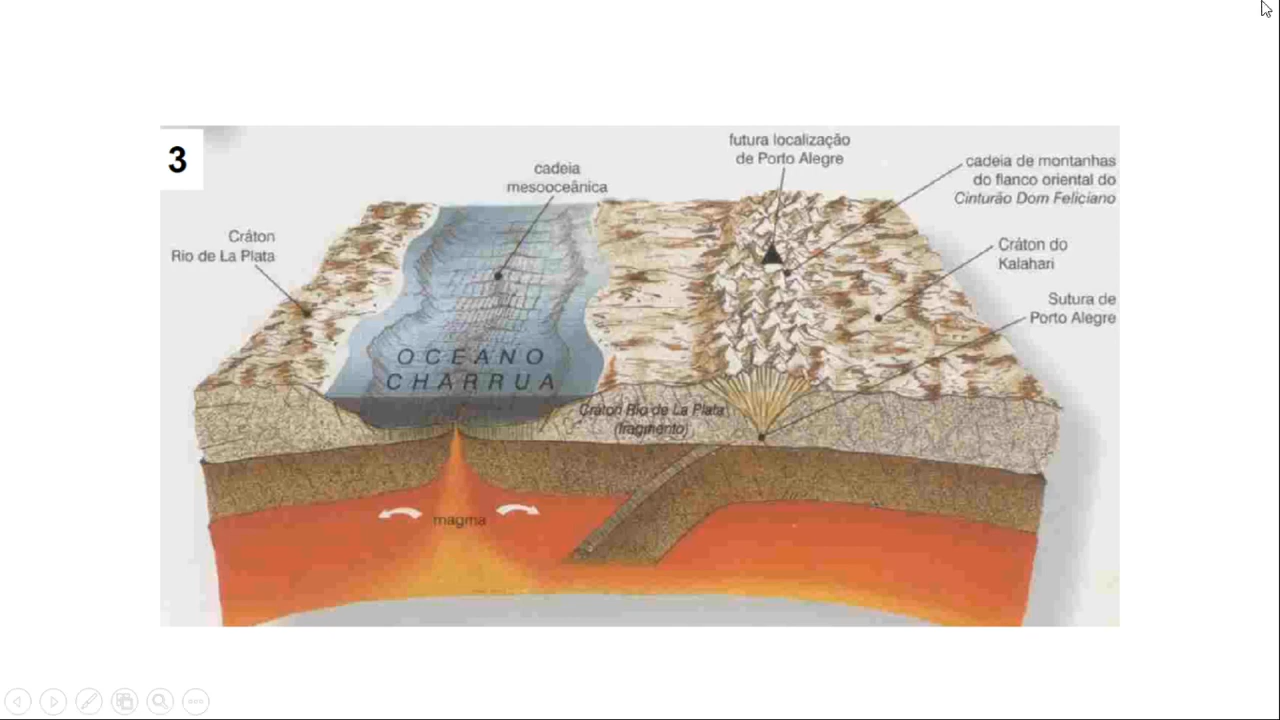 3
futura localização
de Porto Alegre
cadeia
mesooceânica
cadeia de montanhas
do flanco oriental do
Cinturão Dom Feliciano
Cráton
Rio de La Plata
Cráton do
Kalahari
Sutura de
Porto Alegre
OCEANO
CHARRUA
Cráton Rio de La Plata
(fragmento)
magma